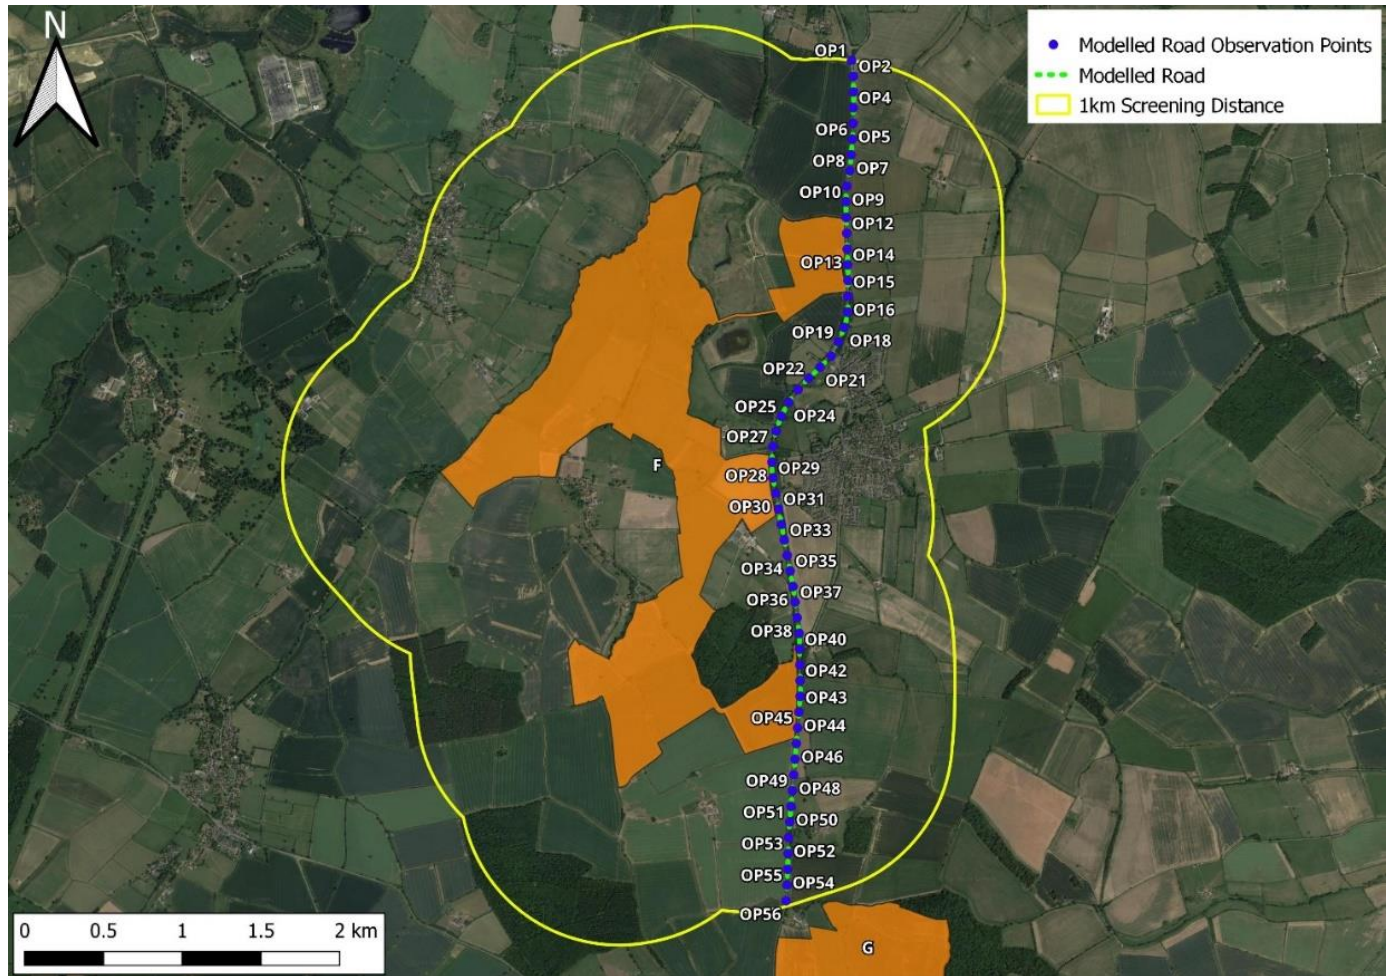 N
Modelled Road Observation Points
Modelled Road
1km Screening Distance
OP1
OP2
OP4
OP6
OP5
OP8
OP7
OP10
OP9
OP12
OP14
OP13
OP15
OP16
OP19
OP18
OP22
OP21
OP25
OP24
OP27
F
OP29
OP28
OP31
OP30
OP33
OP35
OP34
OP37
OP36
OP38
OP40
OP42
OP43
OP45
OP44
OP46
OP49
OP48
OP51
OP50
OP53
OP52
OP55
OP54
OP56
G
0 0.5 1 1.5 2 km